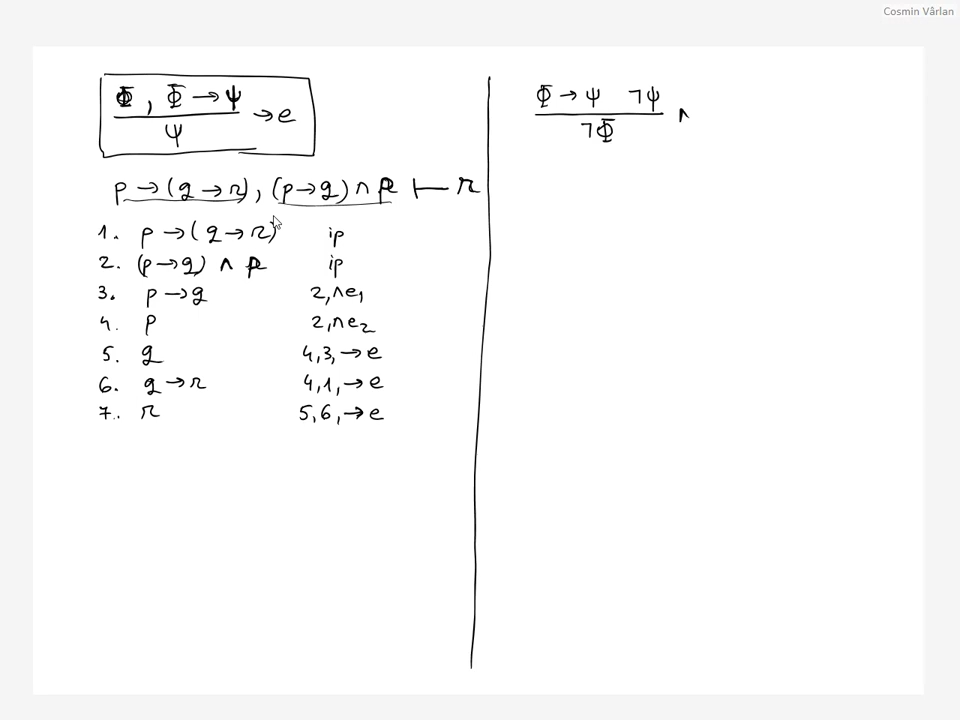 Cosmin Vârlan
Φ, Φ → Ψ
Ψ
→e
p → (q → r), (p → q) ∧ p ⊢ r
1. p → (q → r) ip
2. (p → q) ∧ p ip
3. p → q 2, ∧e₁
4. p 2, ∧e₂
5. q 4,3, →e
6. q → r 4,1, →e
7. r 5,6, →e
Φ → Ψ ¬Ψ
¬Φ